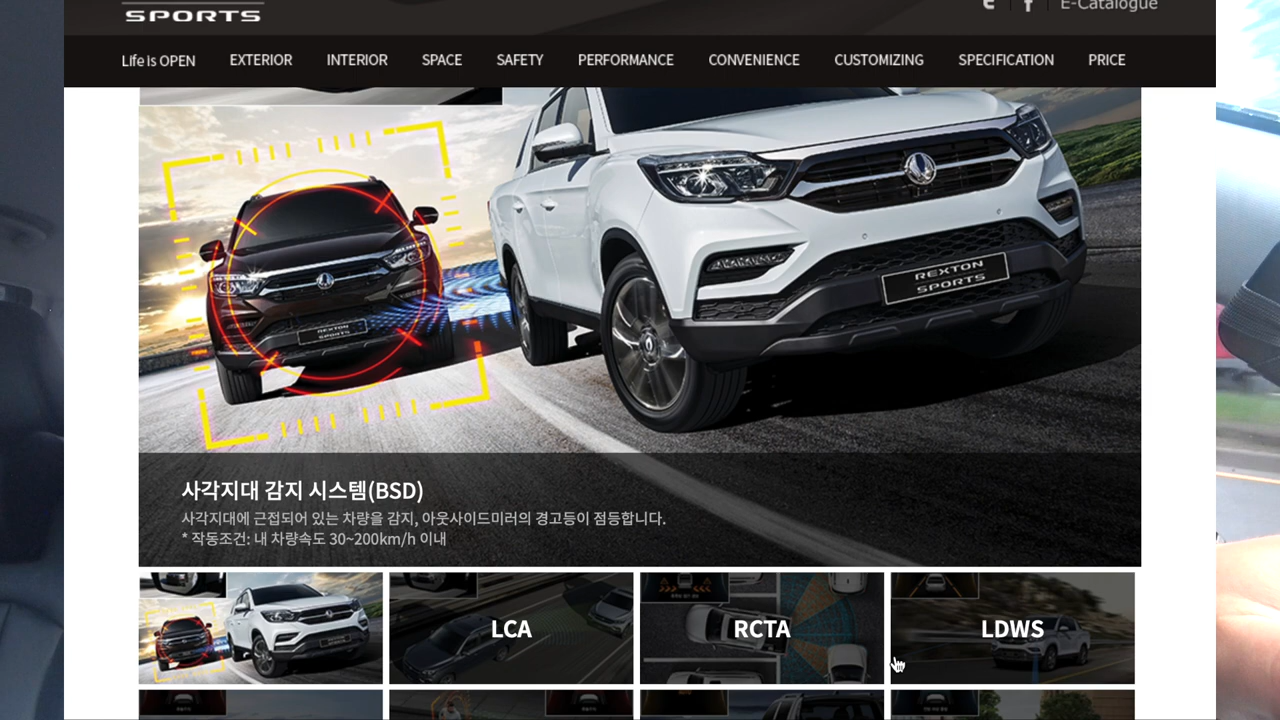 SPORTS
E-Catalogue
Life is OPEN EXTERIOR INTERIOR SPACE SAFETY PERFORMANCE CONVENIENCE CUSTOMIZING SPECIFICATION PRICE
REXTON
SPORTS
REXTON
SPORTS
사각지대 감지 시스템(BSD)
사각지대에 근접되어 있는 차량을 감지, 아웃사이드미러의 경고등이 점등합니다.
* 작동조건: 내 차량속도 30~200km/h 이내
LCA RCTA LDWS